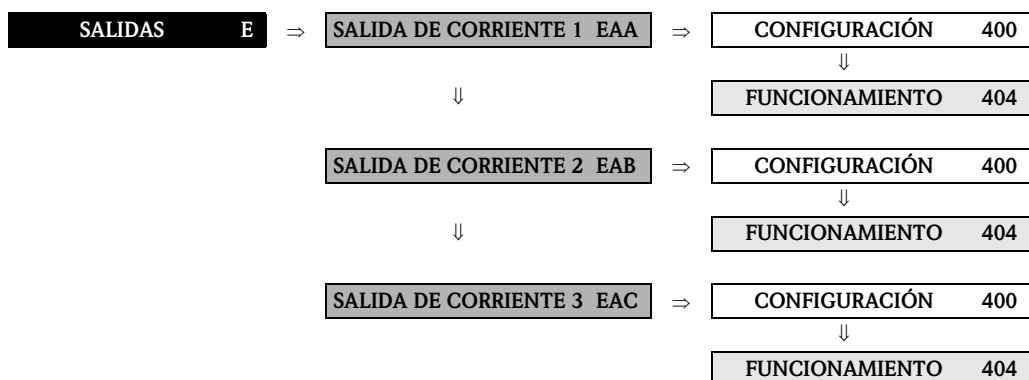 SALIDAS E ⇒ SALIDA DE CORRIENTE 1 EAA ⇒ CONFIGURACIÓN 400
⇓
⇓ FUNCIONAMIENTO 404
SALIDA DE CORRIENTE 2 EAB ⇒ CONFIGURACIÓN 400
⇓
⇓ FUNCIONAMIENTO 404
SALIDA DE CORRIENTE 3 EAC ⇒ CONFIGURACIÓN 400
⇓
FUNCIONAMIENTO 404